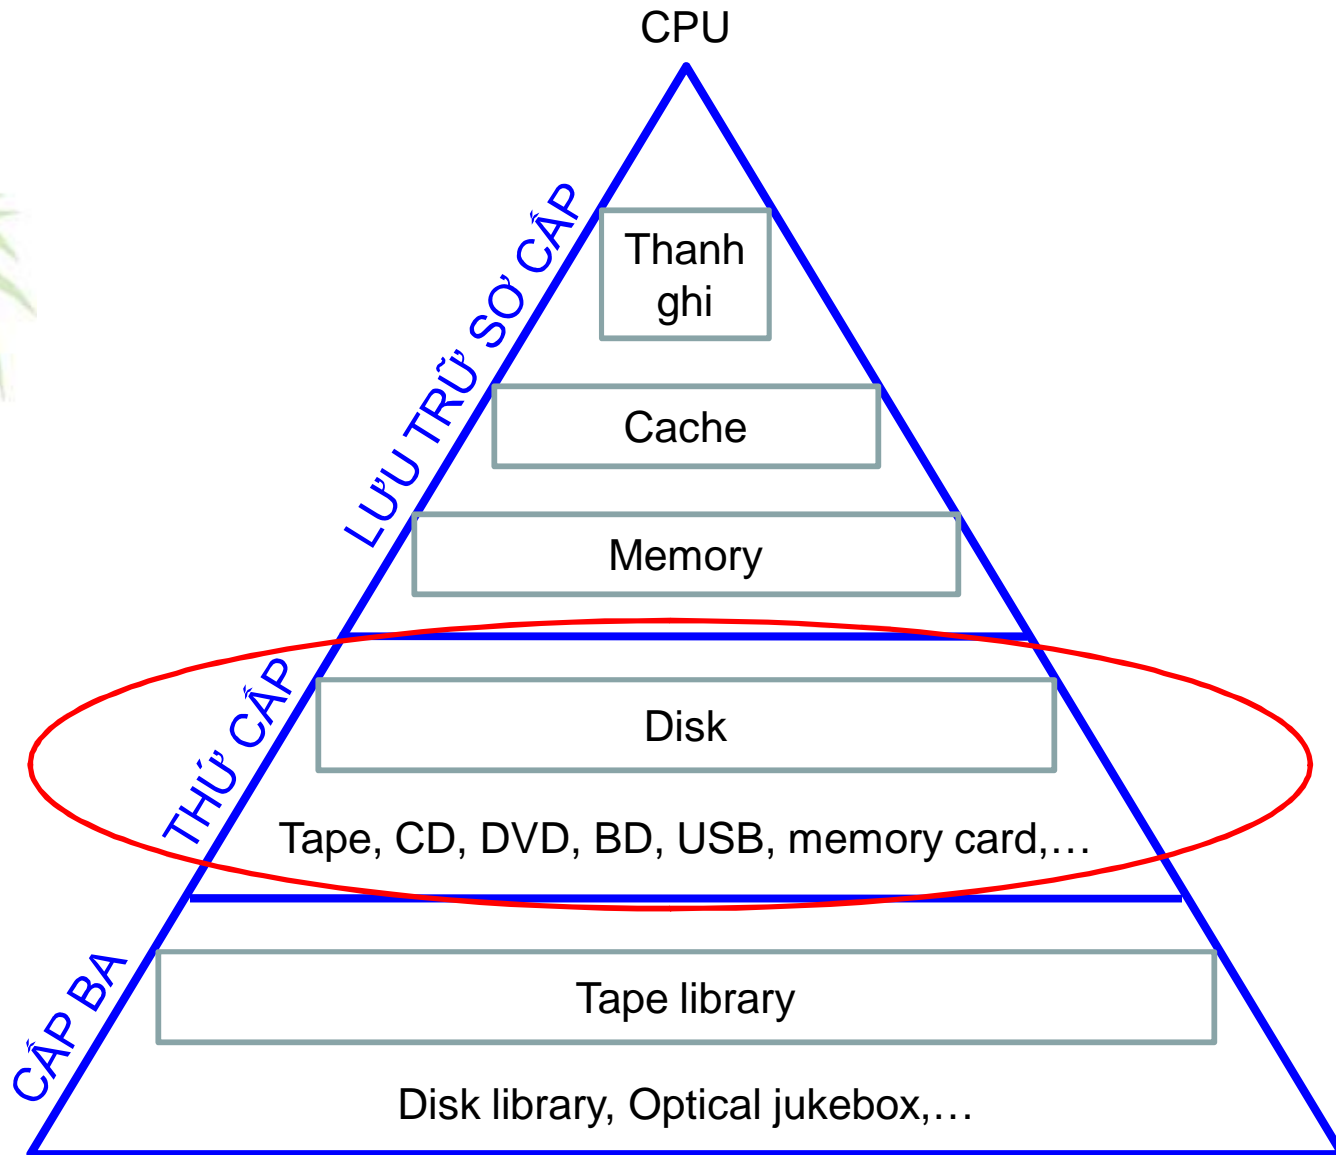 CPU
LƯU TRỮ SƠ CẤP
Thanh
ghi
Cache
Memory
THỨ CẤP
Disk
Tape, CD, DVD, BD, USB, memory card,…
CẤP BA
Tape library
Disk library, Optical jukebox,…